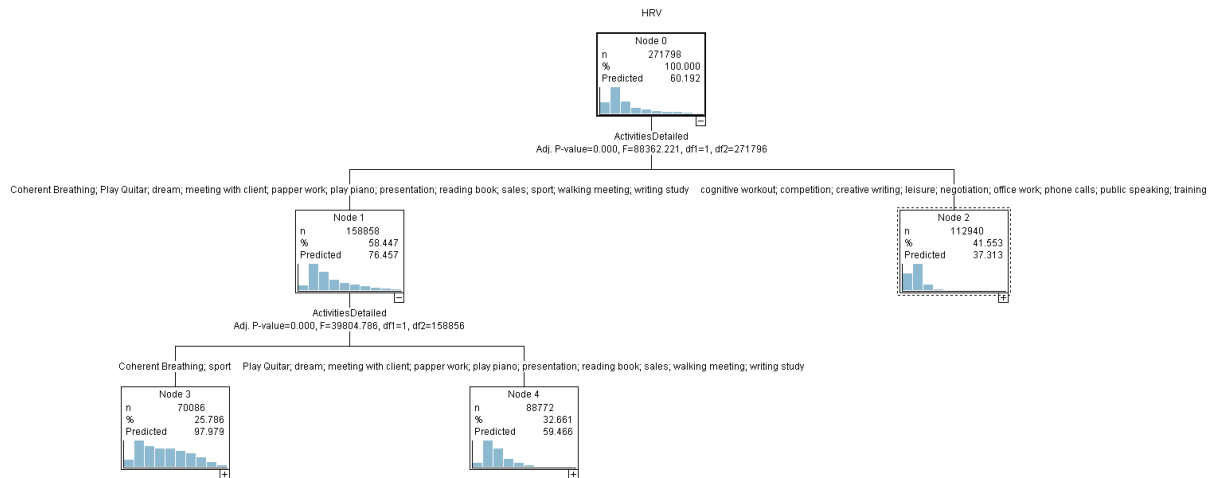 HRV
Node 0
n 271798
% 100.000
Predicted 60.192
ActivitiesDetailed
Adj. P-value=0.000, F=88362.221, df1=1, df2=271796
Coherent Breathing; Play Quitar; dream; meeting with client; papper work; play piano; presentation; reading book; sales; sport; walking meeting; writing study
cognitive workout; competition; creative writing; leisure; negotiation; office work; phone calls; public speaking; training
Node 1
n 158858
% 58.447
Predicted 76.457
Node 2
n 112940
% 41.553
Predicted 37.313
ActivitiesDetailed
Adj. P-value=0.000, F=39804.786, df1=1, df2=158856
Coherent Breathing; sport
Play Quitar; dream; meeting with client; papper work; play piano; presentation; reading book; sales; walking meeting; writing study
Node 3
n 70086
% 25.786
Predicted 97.979
Node 4
n 88772
% 32.661
Predicted 59.466